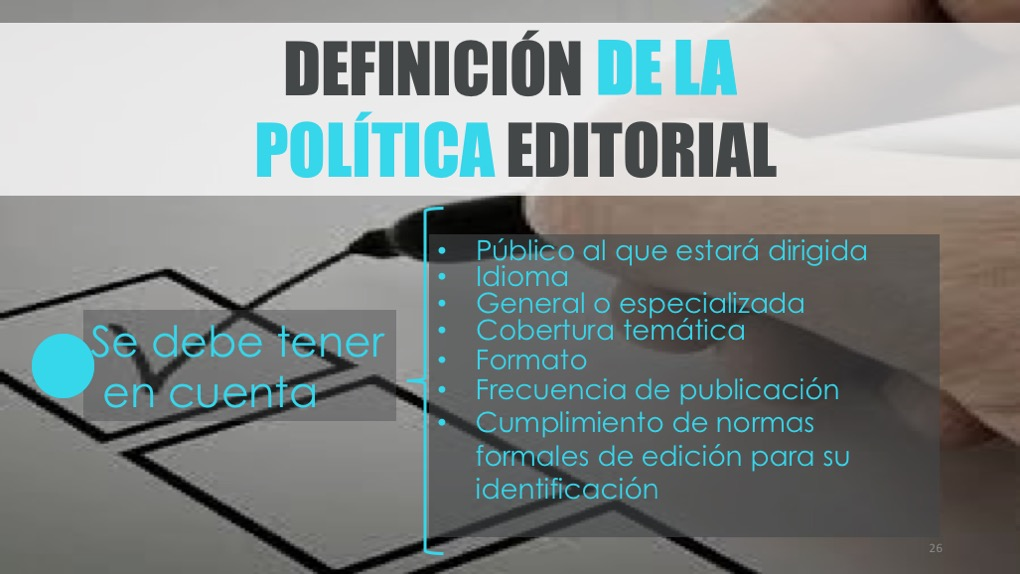 DEFINICIÓN DE LA
POLÍTICA EDITORIAL
Se debe tener
en cuenta
• Público al que estará dirigida
• Idioma
• General o especializada
• Cobertura temática
• Formato
• Frecuencia de publicación
• Cumplimiento de normas
formales de edición para su
identificación
26